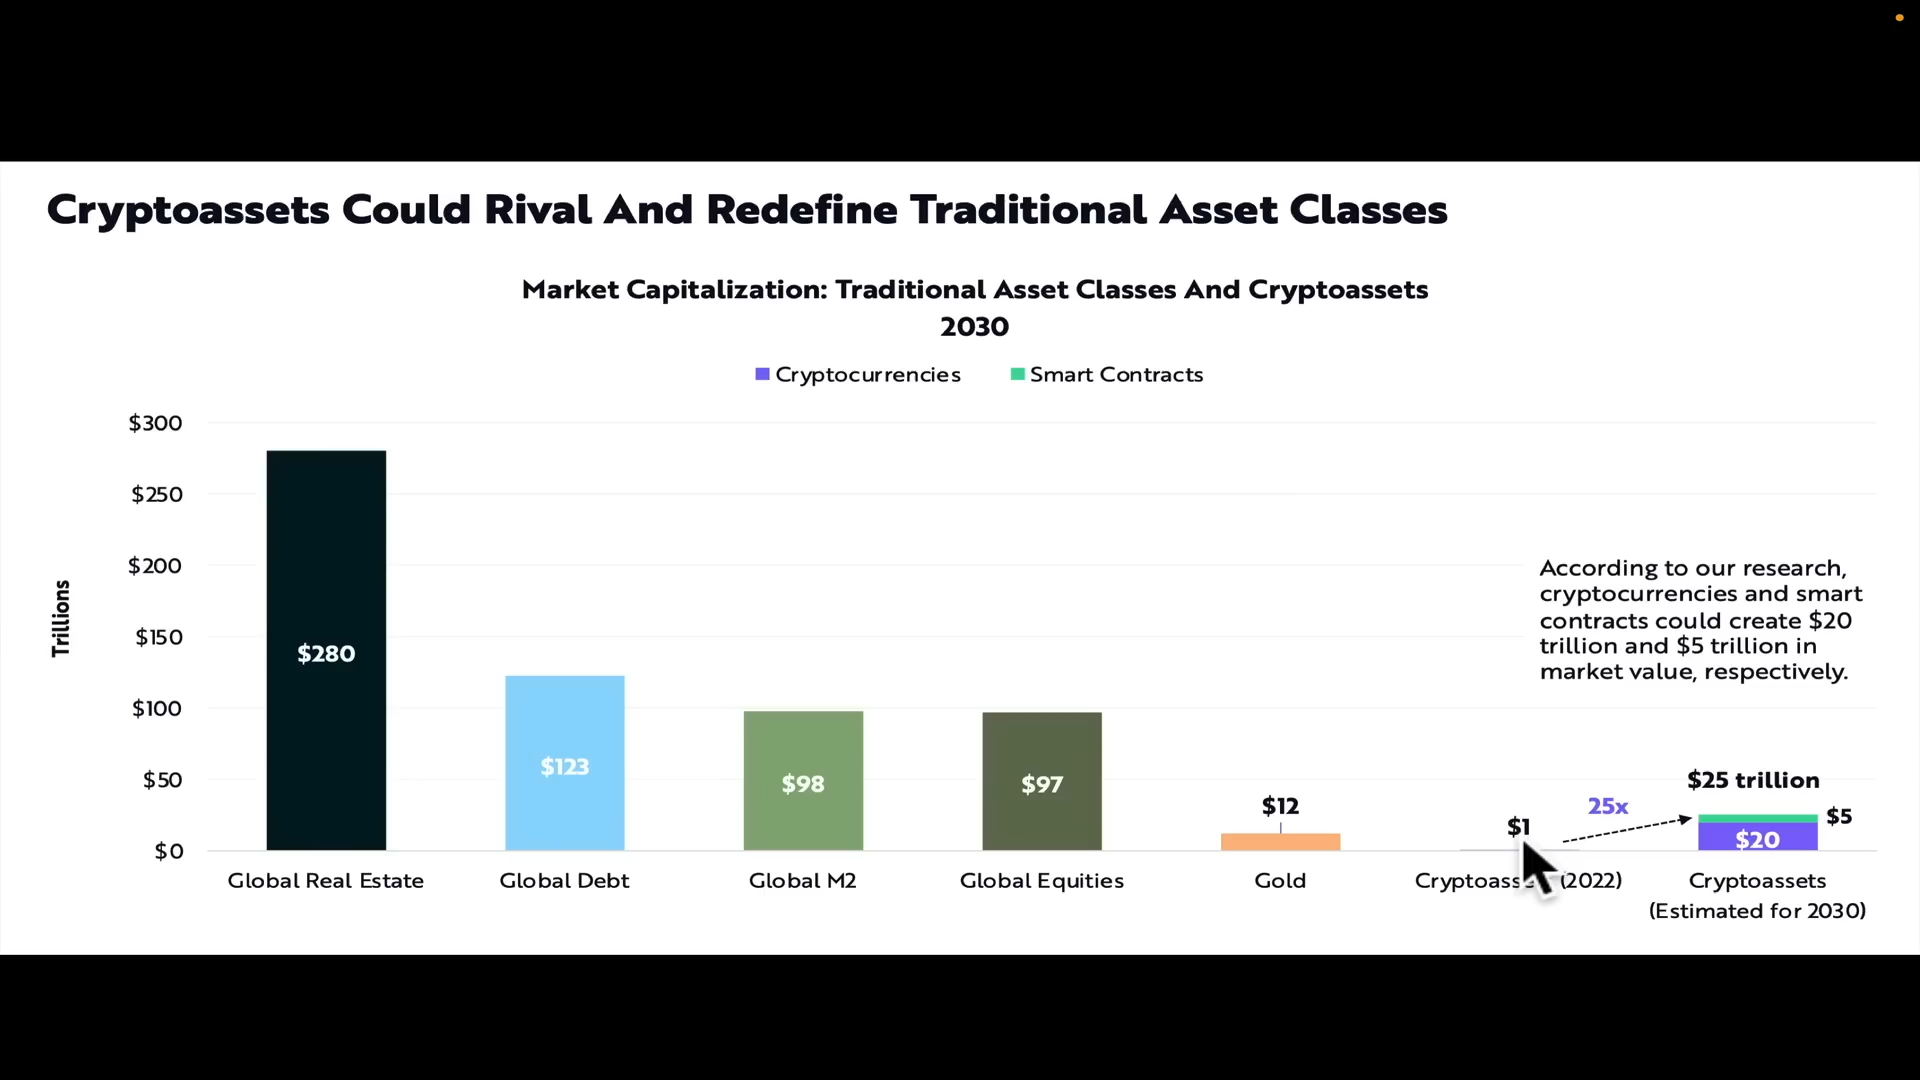 Cryptoassets Could Rival And Redefine Traditional Asset Classes
Market Capitalization: Traditional Asset Classes And Cryptoassets
2030
Cryptocurrencies
Smart Contracts
Trillions
$300
$250
$200
$150
$100
$50
$0
$280
$123
$98
$97
$12
$1
25x
$25 trillion
$5
$20
According to our research,
cryptocurrencies and smart
contracts could create $20
trillion and $5 trillion in
market value, respectively.
Global Real Estate
Global Debt
Global M2
Global Equities
Gold
(2022)
Cryptoassets
(Estimated for 2030)